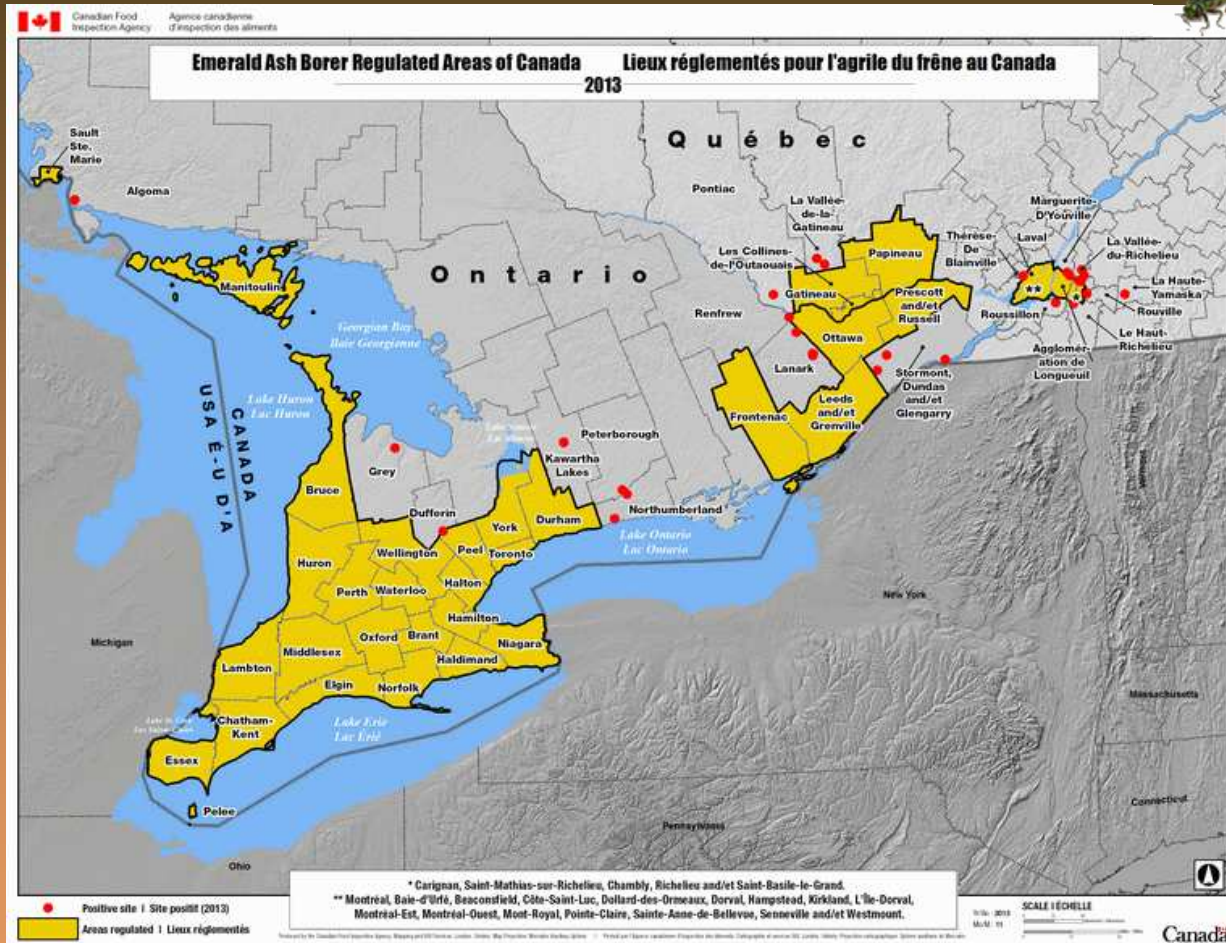 Canadian Food Agence canadienne
Inspection Agency d'inspection des aliments
Emerald Ash Borer Regulated Areas of Canada Lieux réglementés pour l'agrile du frêne au Canada
2013
Québec
Ontario
Sault
Ste.
Marie
Algoma
Manitoulin
Georgian Bay
Baie Georgienne
Lake Huron
Lac Huron
USA É-U D'A
CANADA
Pontiac
La Vallée-
de-la-
Gatineau
Les Collines-
de-l'Outaouais
Papineau
Gatineau
Prescott
and/et
Russell
Renfrew
Ottawa
Lanark
Stormont,
Dundas
and/et
Glengarry
Leeds
and/et
Grenville
Frontenac
Marguerite-
D'Youville
Thérèse-
De
Blainville
Laval
La Vallée-
du-Richelieu
La Haute-
Yamaska
Rouville
Roussillon
**
*
Le Haut-
Richelieu
Agglomér-
ation de
Longueuil
Peterborough
Kawartha
Lakes
Northumberland
Grey
Bruce
Dufferin
York
Durham
Lake Ontario
Lac Ontario
Wellington
Peel
Toronto
Huron
Perth
Waterloo
Halton
Hamilton
Oxford
Brant
Niagara
Middlesex
Haldimand
Lambton
Elgin
Norfolk
Chatham-
Kent
Lake Erie
Lac Érié
Essex
Pelee
Michigan
New York
Massachusetts
Connecticut
Pennsylvania
Ohio
* Carignan, Saint-Mathias-sur-Richelieu, Chambly, Richelieu and/et Saint-Basile-le-Grand.
** Montréal, Baie-d'Urfé, Beaconsfield, Côte-Saint-Luc, Dollard-des-Ormeaux, Dorval, Hampstead, Kirkland, L'Île-Dorval,
Montréal-Est, Montréal-Ouest, Mont-Royal, Pointe-Claire, Sainte-Anne-de-Bellevue, Senneville and/et Westmount.
Positive site | Site positif (2013)
Areas regulated | Lieux réglementés
SCALE | ÉCHELLE
Canada